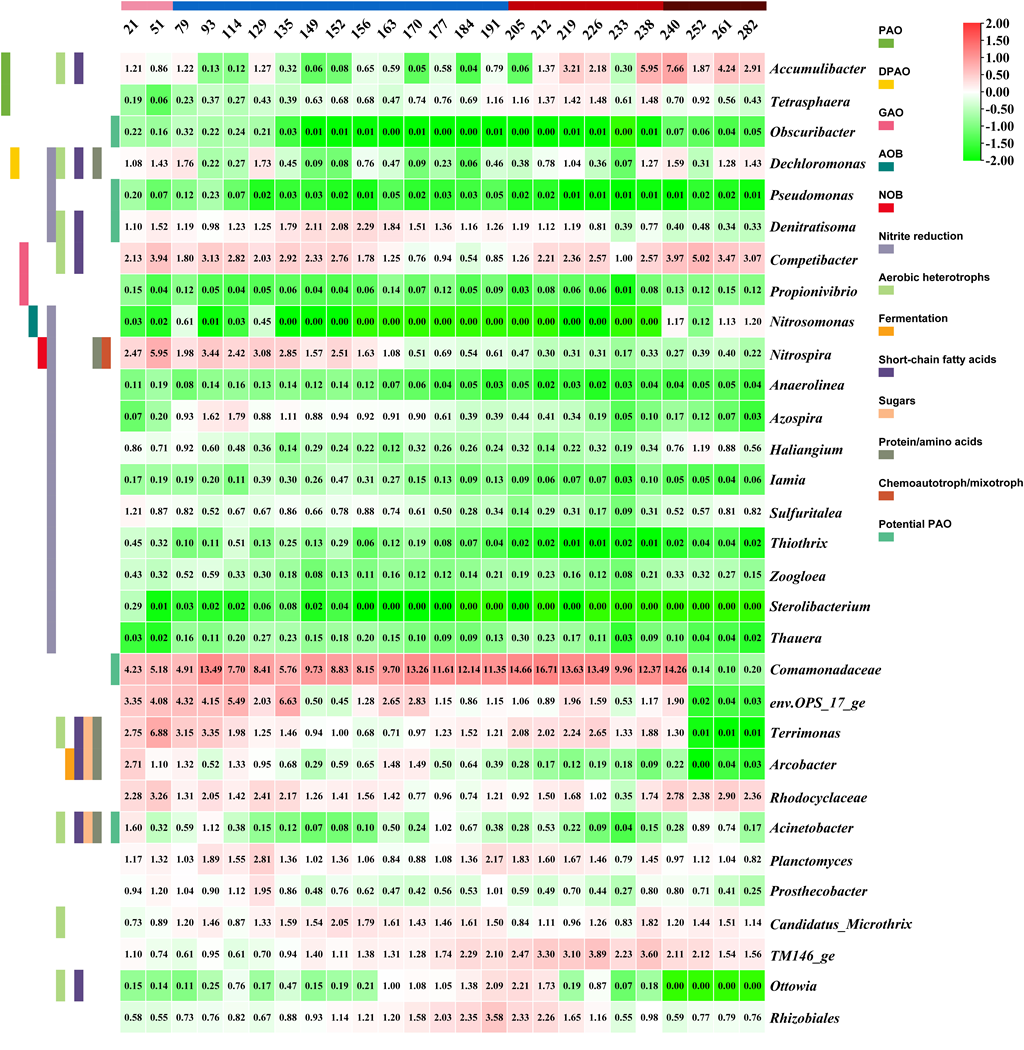 21 51 79 93 114 129 135 149 152 156 163 170 177 184 191 205 212 219 226 233 238 240 252 261 282
1.21 0.86 1.22 0.13 0.12 1.27 0.32 0.06 0.08 0.65 0.59 0.05 0.58 0.04 0.79 0.06 1.37 3.21 2.18 0.30 5.95 7.66 1.87 4.24 2.91 Accumulibacter
0.19 0.06 0.23 0.37 0.27 0.43 0.39 0.63 0.68 0.68 0.47 0.74 0.76 0.69 1.16 1.16 1.37 1.42 1.48 0.61 1.48 0.70 0.92 0.56 0.43 Tetrasphaera
0.22 0.16 0.32 0.22 0.24 0.21 0.03 0.01 0.01 0.01 0.00 0.01 0.00 0.00 0.01 0.00 0.00 0.01 0.01 0.00 0.01 0.07 0.06 0.04 0.05 Obscuribacter
1.08 1.43 1.76 0.22 0.27 1.73 0.45 0.09 0.08 0.76 0.47 0.09 0.23 0.06 0.46 0.38 0.78 1.04 0.36 0.07 1.27 1.59 0.31 1.28 1.43 Dechloromonas
0.20 0.07 0.12 0.23 0.07 0.02 0.03 0.03 0.02 0.01 0.05 0.02 0.03 0.03 0.05 0.02 0.02 0.01 0.01 0.01 0.01 0.01 0.02 0.02 0.01 Pseudomonas
1.10 1.52 1.19 0.98 1.23 1.25 1.79 2.11 2.08 2.29 1.84 1.51 1.36 1.16 1.26 1.19 1.12 1.19 0.81 0.39 0.77 0.40 0.48 0.34 0.33 Denitratisoma
2.13 3.94 1.80 3.13 2.82 2.03 2.92 2.33 2.76 1.78 1.25 0.76 0.94 0.54 0.85 1.26 2.21 2.36 2.57 1.00 2.57 3.97 5.02 3.47 3.07 Competibacter
0.15 0.04 0.12 0.05 0.04 0.05 0.06 0.04 0.04 0.06 0.14 0.07 0.12 0.05 0.09 0.03 0.08 0.06 0.06 0.01 0.08 0.13 0.12 0.15 0.12 Propionivibrio
0.03 0.02 0.61 0.01 0.03 0.45 0.00 0.00 0.00 0.00 0.00 0.00 0.00 0.00 0.00 0.00 0.00 0.00 0.00 0.00 0.00 1.17 0.12 1.13 1.20 Nitrosomonas
2.47 5.95 1.98 3.44 2.42 3.08 2.85 1.57 2.51 1.63 1.08 0.51 0.69 0.54 0.61 0.47 0.30 0.31 0.31 0.17 0.33 0.27 0.39 0.40 0.22 Nitrospira
0.11 0.19 0.08 0.14 0.16 0.13 0.14 0.12 0.14 0.12 0.07 0.06 0.04 0.05 0.03 0.05 0.02 0.03 0.02 0.03 0.04 0.04 0.05 0.05 0.04 Anaerolinea
0.07 0.20 0.93 1.62 1.79 0.88 1.11 0.88 0.94 0.92 0.91 0.90 0.61 0.39 0.39 0.44 0.41 0.34 0.19 0.05 0.10 0.17 0.12 0.07 0.03 Azospira
0.86 0.71 0.92 0.60 0.48 0.36 0.14 0.29 0.24 0.22 0.12 0.32 0.26 0.26 0.24 0.32 0.14 0.22 0.32 0.19 0.34 0.76 1.19 0.88 0.56 Haliangium
0.17 0.19 0.19 0.20 0.11 0.39 0.30 0.26 0.47 0.31 0.27 0.15 0.13 0.09 0.13 0.09 0.06 0.07 0.07 0.03 0.10 0.05 0.05 0.04 0.06 Iamia
1.21 0.87 0.82 0.52 0.67 0.67 0.86 0.66 0.78 0.88 0.74 0.61 0.50 0.28 0.34 0.14 0.29 0.31 0.17 0.09 0.31 0.52 0.57 0.81 0.82 Sulfuritalea
0.45 0.32 0.10 0.11 0.51 0.13 0.25 0.13 0.29 0.06 0.12 0.19 0.08 0.07 0.04 0.02 0.02 0.01 0.01 0.02 0.01 0.02 0.04 0.04 0.02 Thiothrix
0.43 0.32 0.52 0.59 0.33 0.30 0.18 0.08 0.13 0.11 0.16 0.12 0.12 0.14 0.21 0.19 0.23 0.16 0.12 0.08 0.21 0.33 0.32 0.27 0.15 Zoogloea
0.29 0.01 0.03 0.02 0.02 0.06 0.08 0.02 0.04 0.00 0.00 0.00 0.00 0.00 0.00 0.00 0.00 0.00 0.00 0.00 0.00 0.00 0.00 0.00 0.00 Sterolibacterium
0.03 0.02 0.16 0.11 0.20 0.27 0.23 0.15 0.18 0.20 0.15 0.10 0.09 0.09 0.13 0.30 0.23 0.17 0.11 0.03 0.09 0.10 0.04 0.04 0.02 Thauera
4.23 5.18 4.91 13.49 7.70 8.41 5.76 9.73 8.83 8.15 9.70 13.26 11.61 12.14 11.35 14.66 16.71 13.63 13.49 9.96 12.37 14.26 0.14 0.10 0.20 Comamonadaceae
3.35 4.08 4.32 4.15 5.49 2.03 6.63 0.50 0.45 1.28 2.65 2.83 1.15 0.86 1.15 1.06 0.89 1.96 1.59 0.53 1.17 1.90 0.02 0.04 0.03 env.OPS_17_ge
2.75 6.88 3.15 3.35 1.98 1.25 1.46 0.94 1.00 0.68 0.71 0.97 1.23 1.52 1.21 2.08 2.02 2.24 2.65 1.33 1.88 1.30 0.01 0.01 0.01 Terrimonas
2.71 1.10 1.32 0.52 1.33 0.95 0.68 0.29 0.59 0.65 1.48 1.49 0.50 0.64 0.39 0.28 0.17 0.12 0.19 0.18 0.09 0.22 0.00 0.04 0.03 Arcobacter
2.28 3.26 1.31 2.05 1.42 2.41 2.17 1.26 1.41 1.56 1.42 0.77 0.96 0.74 1.21 0.92 1.50 1.68 1.02 0.35 1.74 2.78 2.38 2.90 2.36 Rhodocyclaceae
1.60 0.32 0.59 1.12 0.38 0.15 0.12 0.07 0.08 0.10 0.50 0.24 1.02 0.67 0.38 0.28 0.53 0.22 0.09 0.04 0.15 0.28 0.89 0.74 0.17 Acinetobacter
1.17 1.32 1.03 1.89 1.55 2.81 1.36 1.02 1.36 1.06 0.84 0.88 1.08 1.36 2.17 1.83 1.60 1.67 1.46 0.79 1.45 0.97 1.12 1.04 0.82 Planctomyces
0.94 1.20 1.04 0.90 1.12 1.95 0.86 0.48 0.76 0.62 0.47 0.42 0.56 0.53 1.01 0.59 0.49 0.70 0.44 0.27 0.80 0.80 0.71 0.41 0.25 Prosthecobacter
0.73 0.89 1.20 1.46 0.87 1.33 1.59 1.54 2.05 1.79 1.61 1.43 1.46 1.61 1.50 0.84 1.11 0.96 1.26 0.83 1.82 1.20 1.44 1.51 1.14 Candidatus_Microthrix
1.10 0.74 0.61 0.95 0.61 0.70 0.94 1.40 1.11 1.38 1.31 1.28 1.74 2.29 2.10 2.47 3.30 3.10 3.89 2.23 3.60 2.11 2.12 1.54 1.56 TM146_ge
0.15 0.14 0.11 0.25 0.76 0.17 0.47 0.15 0.19 0.21 1.00 1.08 1.05 1.38 2.09 2.21 1.73 0.19 0.87 0.07 0.18 0.00 0.00 0.00 0.00 Ottowia
0.58 0.55 0.73 0.76 0.82 0.67 0.88 0.93 1.14 1.21 1.20 1.58 2.03 2.35 3.58 2.33 2.26 1.65 1.16 0.55 0.98 0.59 0.77 0.79 0.76 Rhizobiales
PAO
DPAO
GAO
AOB
NOB
Nitrite reduction
Aerobic heterotrophs
Fermentation
Short-chain fatty acids
Sugars
Protein/amino acids
Chemoautotroph/mixotroph
Potential PAO
2.00
1.50
1.00
0.50
0.00
-0.50
-1.00
-1.50
-2.00